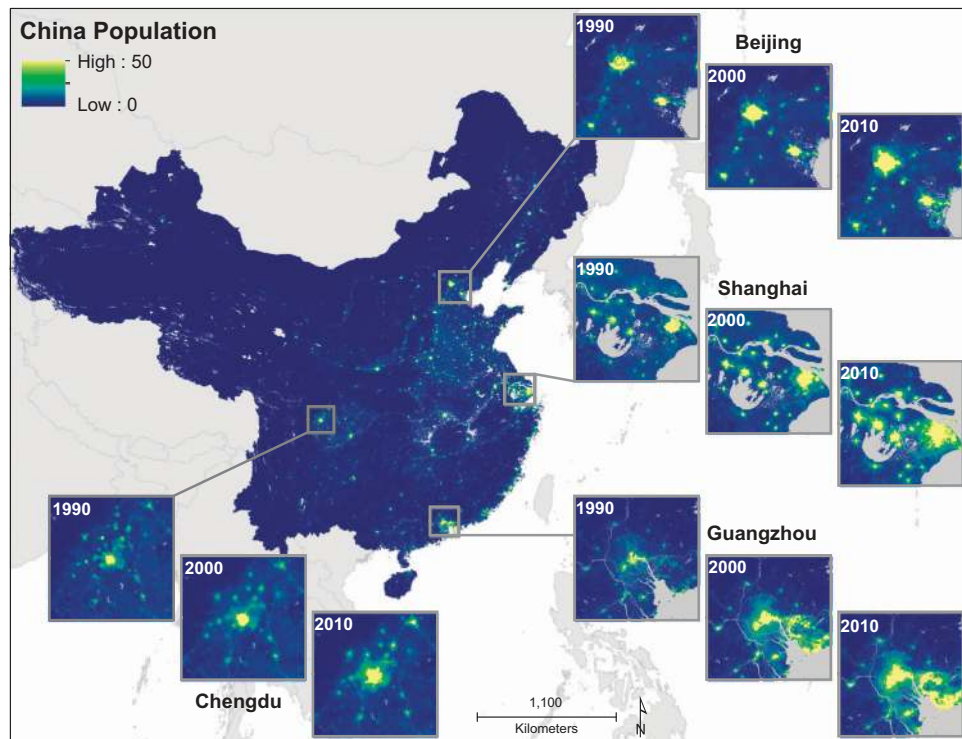 China Population
High : 50
Low : 0
1990
Beijing
2000
2010
1990
Shanghai
2000
2010
1990
Guangzhou
2000
2010
1990
2000
2010
Chengdu
1,100
Kilometers
N